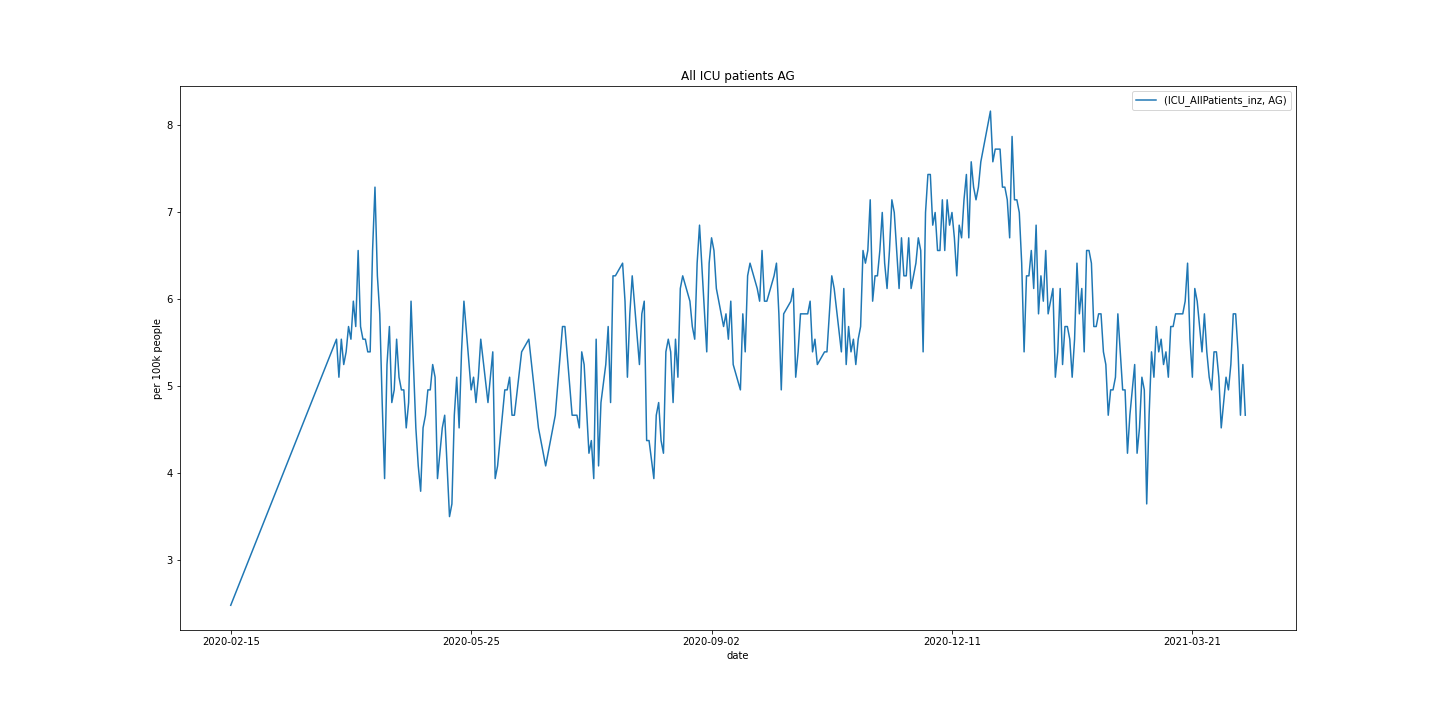 All ICU patients AG
(ICU_AllPatients_inz, AG)
per 100k people
8
7
6
5
4
3
2020-02-15
2020-05-25
2020-09-02
2020-12-11
2021-03-21
date